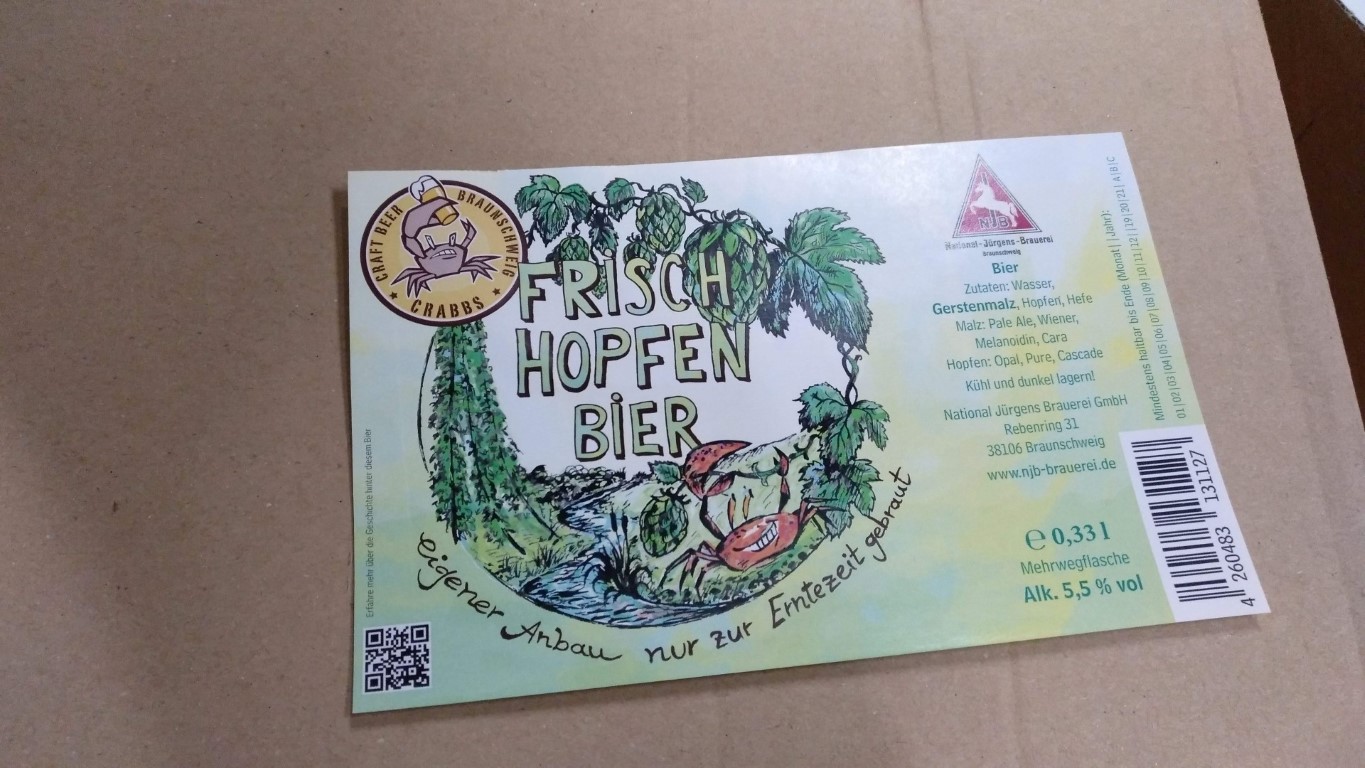 CRAFT BEER BRAUNSCHWEIG
CRABBS
FRISCH
HOPFEN
BIER
eigener Anbau nur zur Erntezeit gebraut
Erfahre mehr über die Geschichte hinter diesem Bier
NJB
National-Jürgens-Brauerei
braunschweig
Bier
Zutaten: Wasser,
Gerstenmalz, Hopfen, Hefe
Malz: Pale Ale, Wiener,
Melanoidin, Cara
Hopfen: Opal, Pure, Cascade
Kühl und dunkel lagern!
National Jürgens Brauerei GmbH
Rebenring 31
38106 Braunschweig
www.njb-brauerei.de
e 0,33 l
Mehrwegflasche
Alk. 5,5 % vol
Mindestens haltbar bis Ende (Monat | | Jahr):
01|02|03|04|05|06|07|08|09|10|11|12| |19|20|21| A|B|C
4 260483 131127